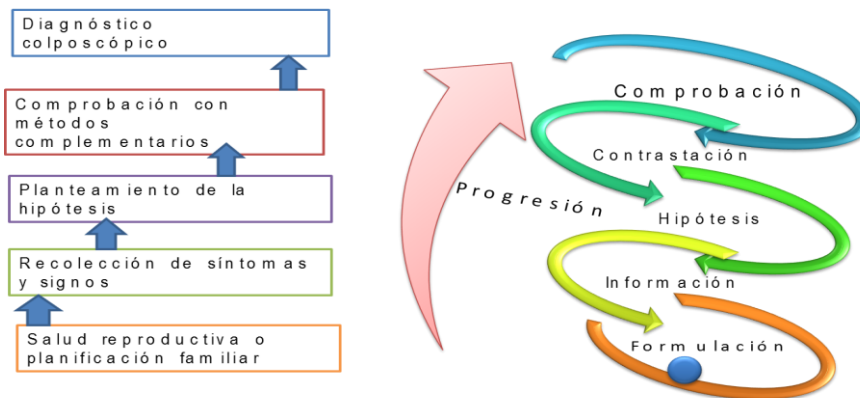 Diagnóstico
colposcópico
Comprobación con
métodos
complementarios
Planteamiento de la
hipótesis
Recolección de síntomas
y signos
Salud reproductiva o
planificación familiar
Progresión
Comprobación
Contrastación
Hipótesis
Información
Formulación